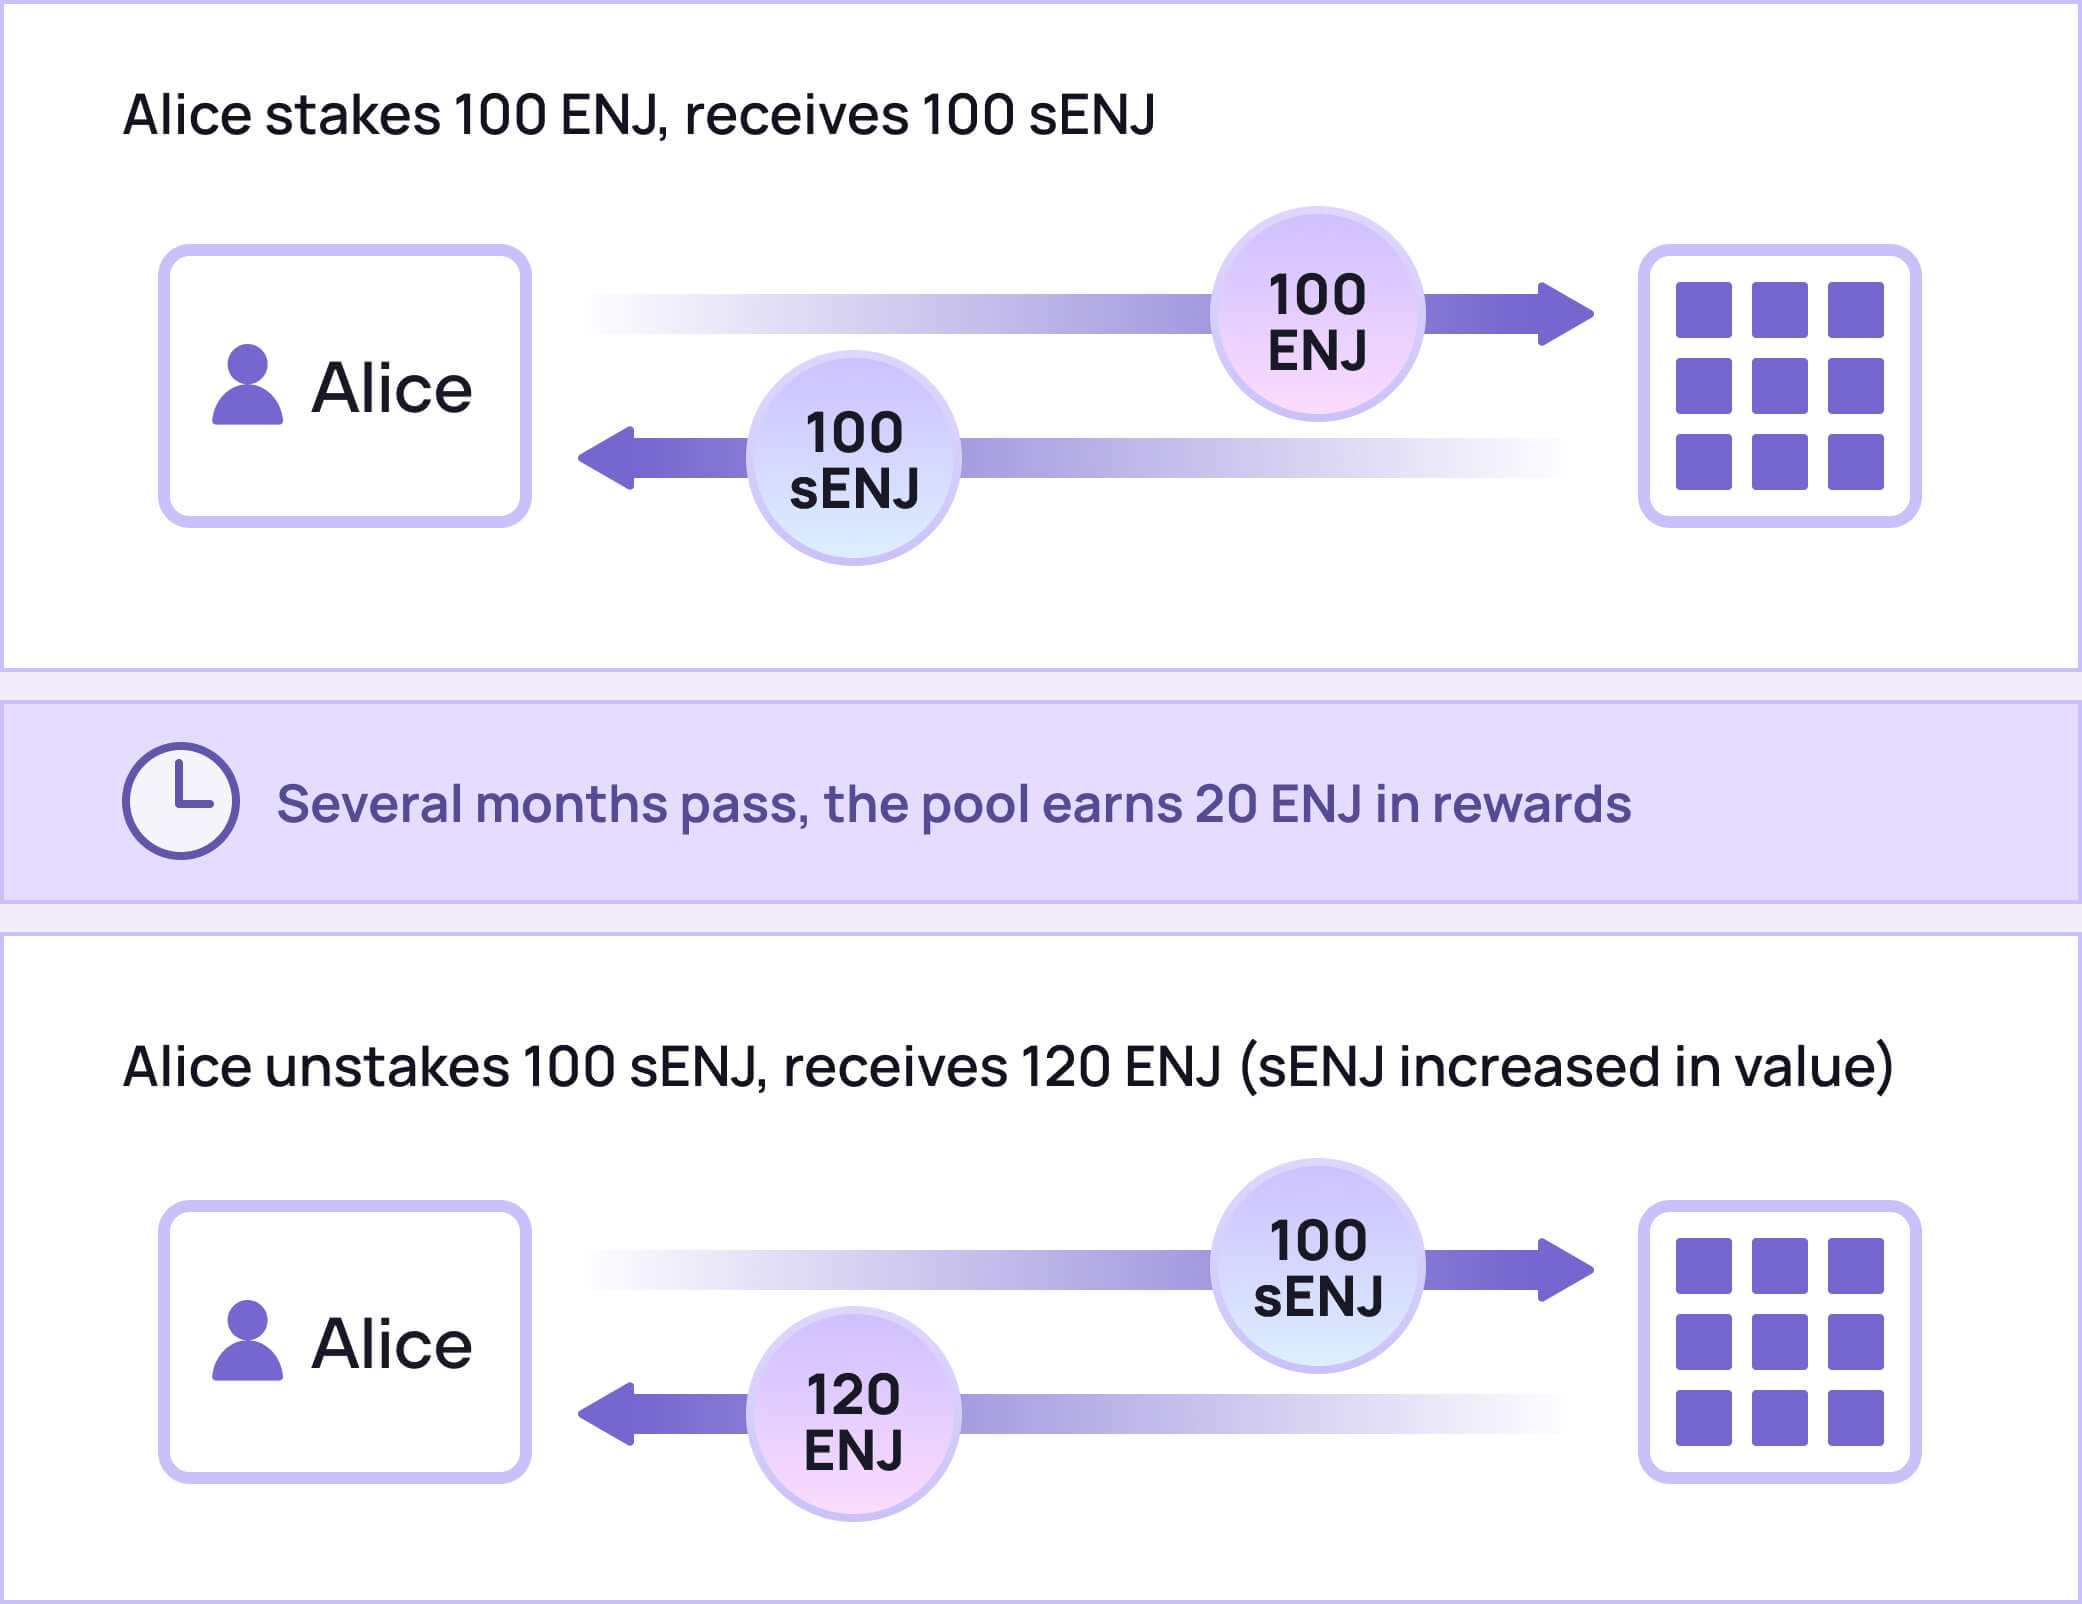 Alice stakes 100 ENJ, receives 100 sENJ
Alice
100
ENJ
100
sENJ
Several months pass, the pool earns 20 ENJ in rewards
Alice unstakes 100 sENJ, receives 120 ENJ (sENJ increased in value)
Alice
100
sENJ
120
ENJ